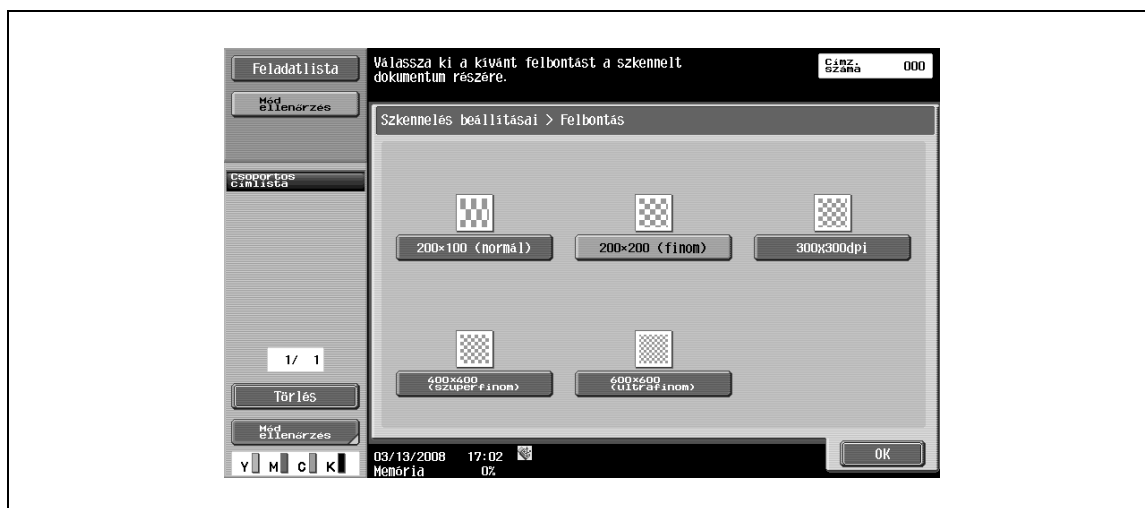 Feladatlista
Mód
ellenőrzés
Csoportos
címlista
1/ 1
Törlés
Mód
ellenőrzés
Y M C K
Válassza ki a kívánt felbontást a szkennelt
dokumentum részére.
Címz.
száma 000
Szkennelés beállításai > Felbontás
200×100 (normál)
200×200 (finom)
300x300dpi
400×400
(szuperfinom)
600×600
(ultrafinom)
03/13/2008 17:02
Memória 0%
OK